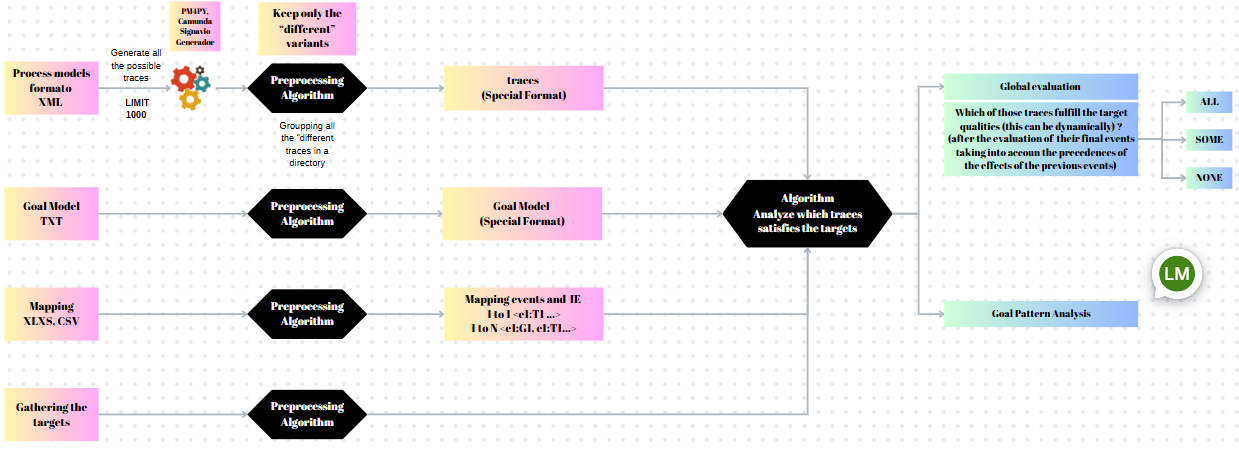 PM4PY,
Camunda
Signavio
Generador
Keep only the
"different"
variants
Generate all
the possible
traces
LIMIT
1000
Process models
formato
XML
Preprocessing
Algorithm
traces
(Special Format)
Groupping all
the "different
traces in a
directory
Global evaluation
Which of those traces fulfill the target
qualities (this can be dynamically) ?
(after the evaluation of their final events
taking into accoun the precedences of
the effects of the previous events)
ALL
SOME
NONE
Goal Model
TXT
Preprocessing
Algorithm
Goal Model
(Special Format)
Algorithm
Analyze which traces
satisfies the targets
LM
Mapping
XLXS, CSV
Preprocessing
Algorithm
Mapping events and IE
1 to 1 <e1:T1 ...>
1 to N <e1:G1, e1:T1...>
Goal Pattern Analysis
Gathering the
targets
Preprocessing
Algorithm